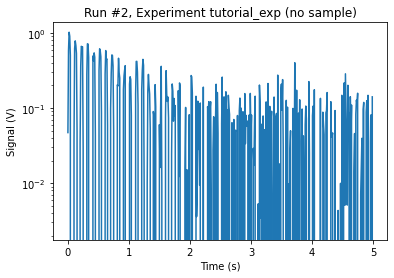 Run #2, Experiment tutorial_exp (no sample)
Signal (V)
10⁰
10⁻¹
10⁻²
0 1 2 3 4 5
Time (s)